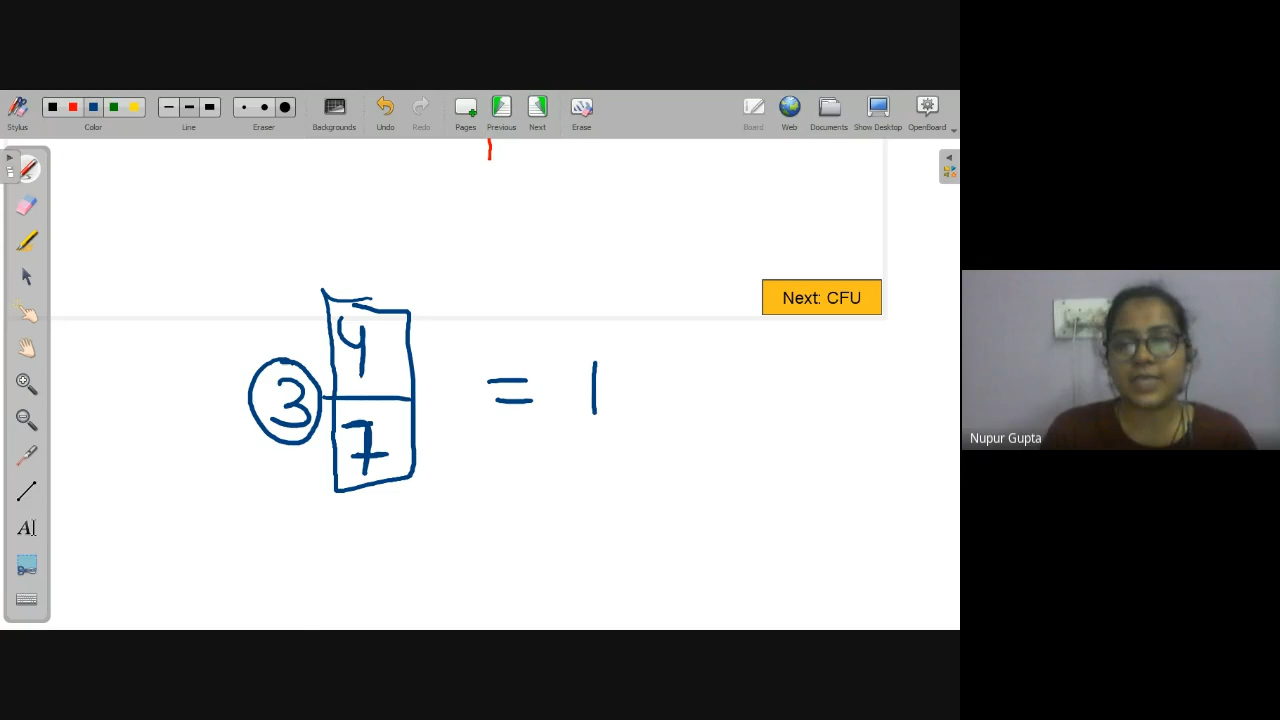 Stylus Color Line Eraser Backgrounds Undo Redo Pages Previous Next Erase Board Web Documents Show Desktop OpenBoard
Next: CFU
4
3 = 1
7
Nupur Gupta